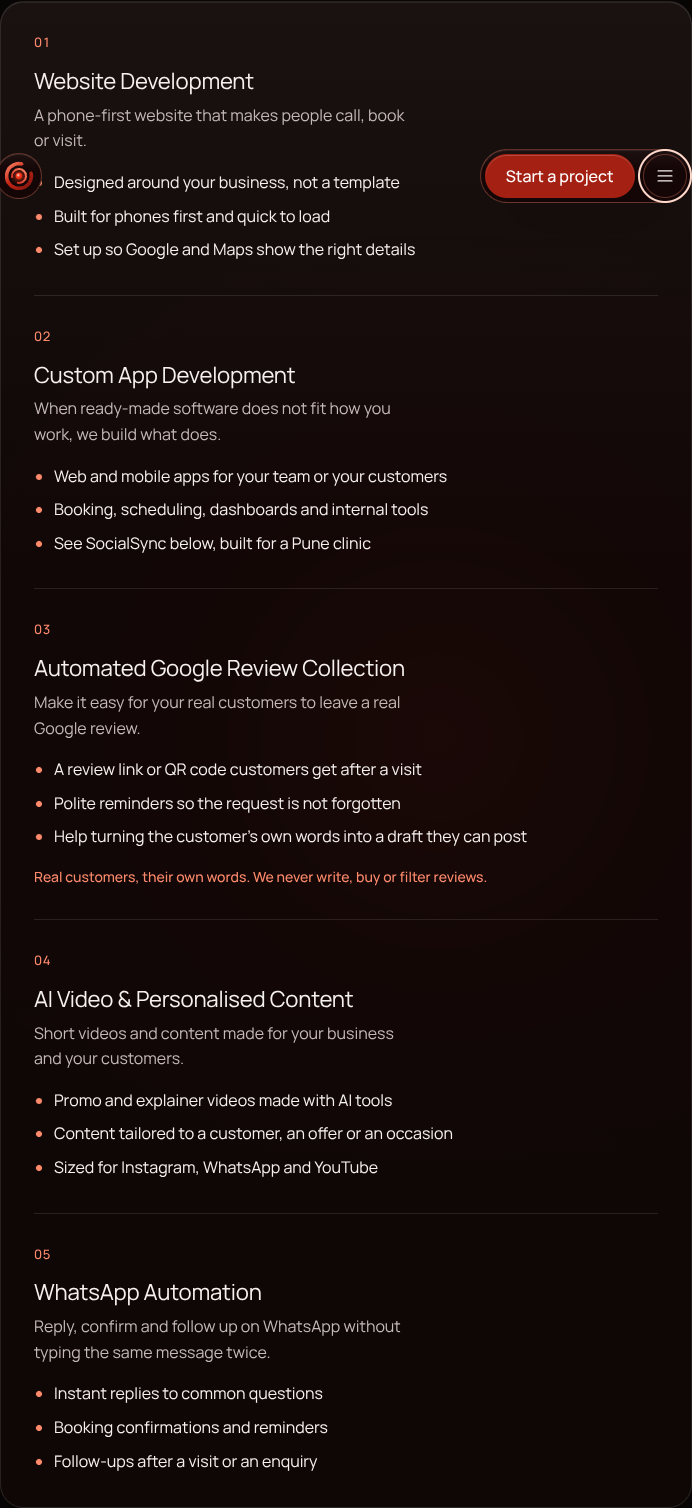 01
Website Development
A phone-first website that makes people call, book
or visit.
Designed around your business, not a template
Start a project
Built for phones first and quick to load
Set up so Google and Maps show the right details
02
Custom App Development
When ready-made software does not fit how you
work, we build what does.
Web and mobile apps for your team or your customers
Booking, scheduling, dashboards and internal tools
See SocialSync below, built for a Pune clinic
03
Automated Google Review Collection
Make it easy for your real customers to leave a real
Google review.
A review link or QR code customers get after a visit
Polite reminders so the request is not forgotten
Help turning the customer's own words into a draft they can post
Real customers, their own words. We never write, buy or filter reviews.
04
AI Video & Personalised Content
Short videos and content made for your business
and your customers.
Promo and explainer videos made with AI tools
Content tailored to a customer, an offer or an occasion
Sized for Instagram, WhatsApp and YouTube
05
WhatsApp Automation
Reply, confirm and follow up on WhatsApp without
typing the same message twice.
Instant replies to common questions
Booking confirmations and reminders
Follow-ups after a visit or an enquiry